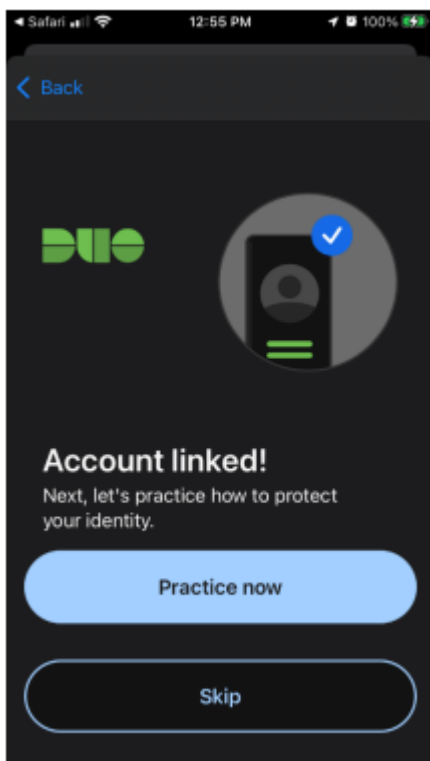 ◀ Safari 12:55 PM 100%
Back
DUO
Account linked!
Next, let's practice how to protect
your identity.
Practice now
Skip